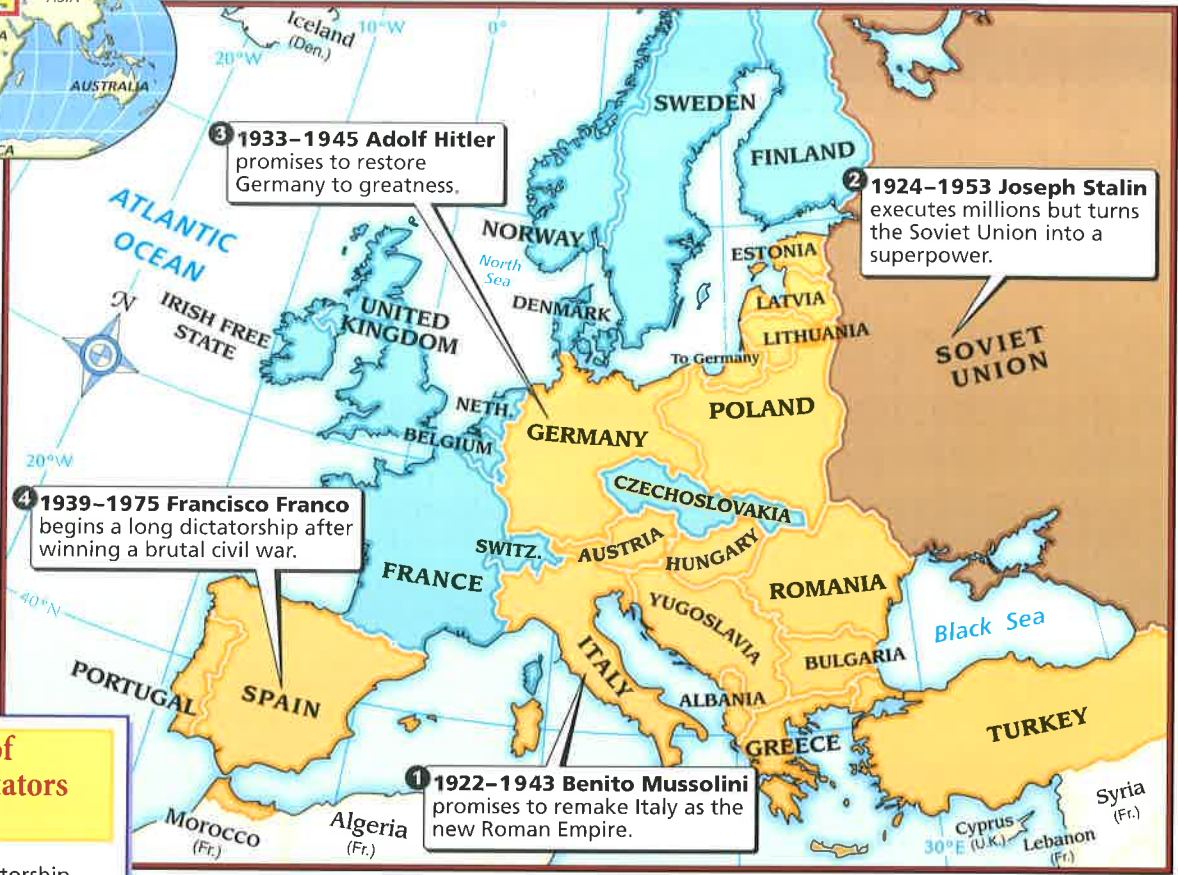 ASIA
AUSTRALIA
Iceland
(Den.)
10°W
0°
20°W
SWEDEN
FINLAND
❸ 1933–1945 Adolf Hitler
promises to restore
Germany to greatness.
❷ 1924–1953 Joseph Stalin
executes millions but turns
the Soviet Union into a
superpower.
ATLANTIC
OCEAN
NORWAY
North
Sea
ESTONIA
N
IRISH FREE
STATE
UNITED
KINGDOM
DENMARK
LATVIA
LITHUANIA
To Germany
SOVIET
UNION
NETH.
BELGIUM
GERMANY
POLAND
20°W
CZECHOSLOVAKIA
❹ 1939–1975 Francisco Franco
begins a long dictatorship after
winning a brutal civil war.
SWITZ.
AUSTRIA
HUNGARY
FRANCE
ROMANIA
40°N
YUGOSLAVIA
Black Sea
ITALY
BULGARIA
PORTUGAL
SPAIN
ALBANIA
GREECE
TURKEY
of
ators
❶ 1922–1943 Benito Mussolini
promises to remake Italy as the
new Roman Empire.
Morocco
(Fr.)
Algeria
(Fr.)
30°E
Cyprus
(U.K.)
Lebanon
(Fr.)
Syria
(Fr.)
torship